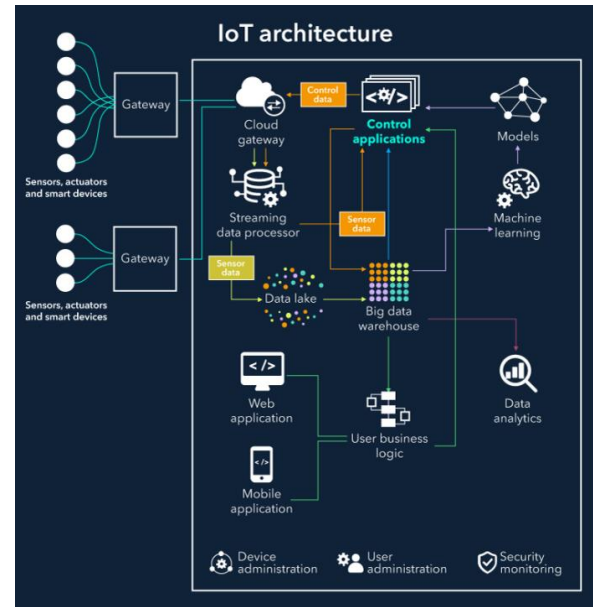 IoT architecture
Gateway
Sensors, actuators
and smart devices
Gateway
Sensors, actuators
and smart devices
Cloud
gateway
Control
data
</>
Control
applications
Models
Streaming
data processor
Sensor
data
Machine
learning
Sensor
data
Data lake
Big data
warehouse
</>
Web
application
User business
logic
Data
analytics
</>
Mobile
application
Device
administration
User
administration
Security
monitoring